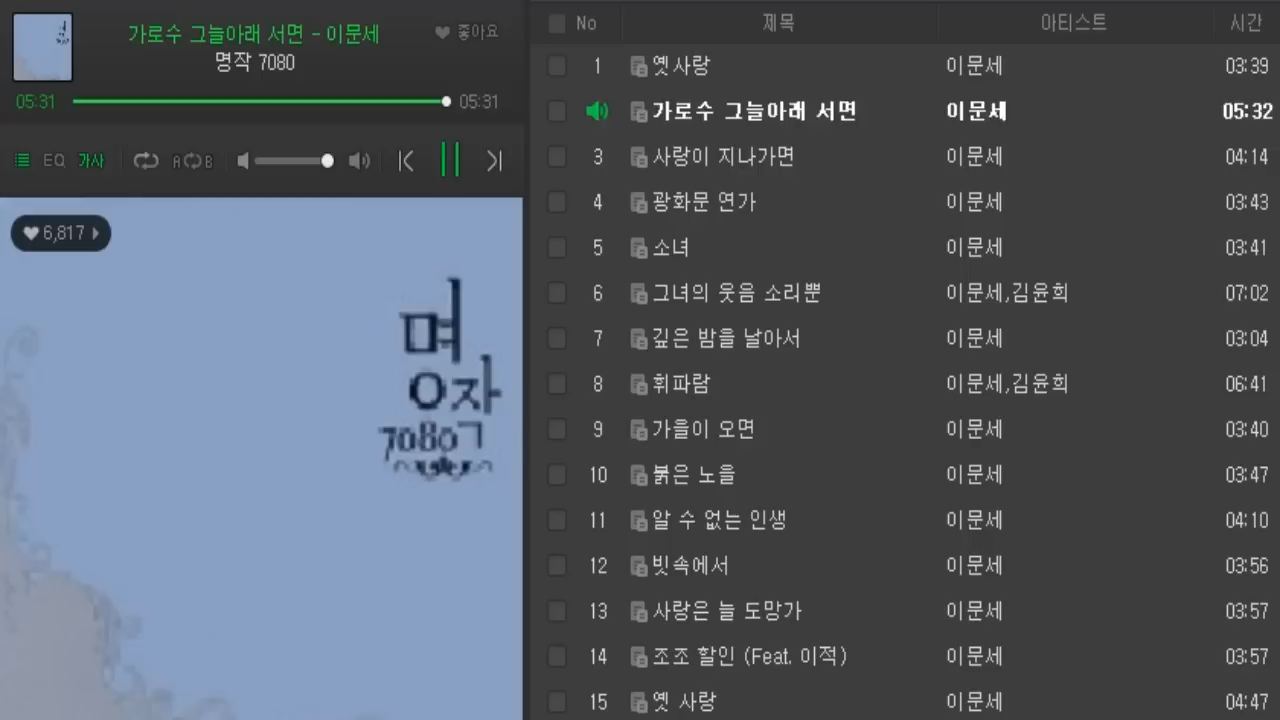 가로수 그늘아래 서면 - 이문세
좋아요
명작 7080
05:31
05:31
EQ 가사 A B
6,817
명작
7080
No 제목 아티스트 시간
1 옛사랑 이문세 03:39
가로수 그늘아래 서면 이문세 05:32
3 사랑이 지나가면 이문세 04:14
4 광화문 연가 이문세 03:43
5 소녀 이문세 03:41
6 그녀의 웃음 소리뿐 이문세,김윤희 07:02
7 깊은 밤을 날아서 이문세 03:04
8 휘파람 이문세,김윤희 06:41
9 가을이 오면 이문세 03:40
10 붉은 노을 이문세 03:47
11 알 수 없는 인생 이문세 04:10
12 빗속에서 이문세 03:56
13 사랑은 늘 도망가 이문세 03:57
14 조조 할인 (Feat. 이적) 이문세 03:57
15 옛 사랑 이문세 04:47